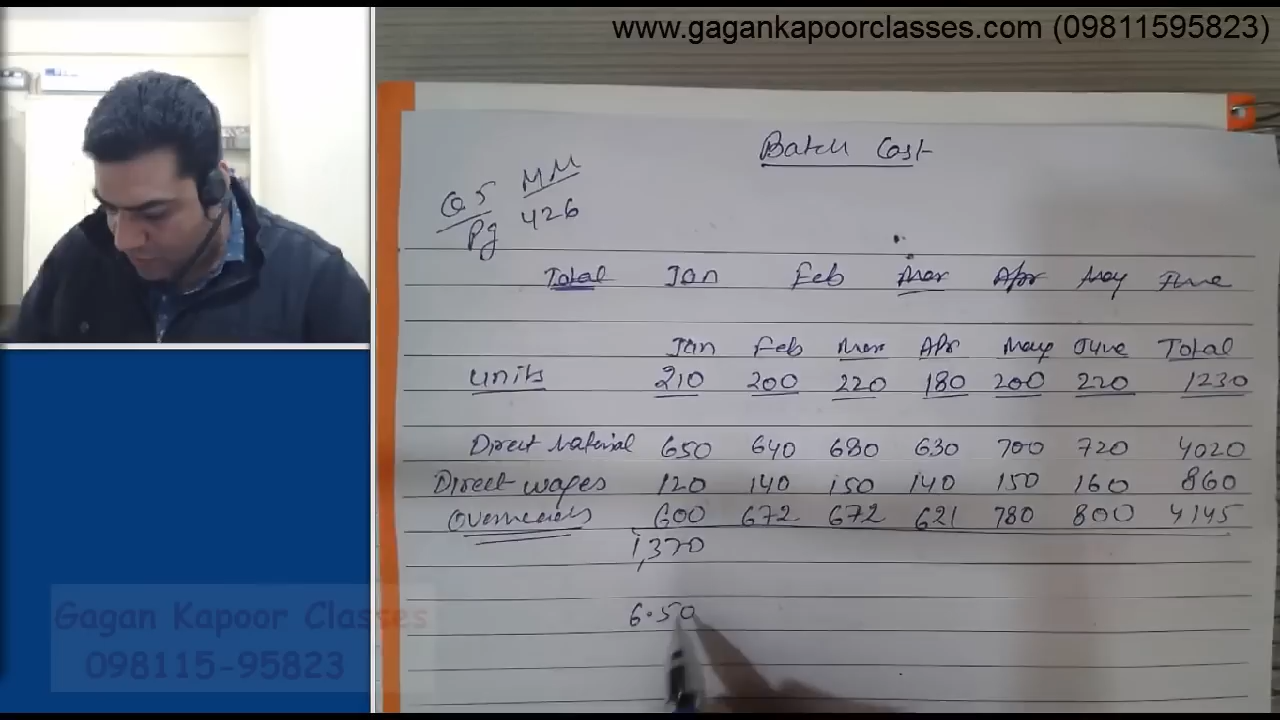 www.gagankapoorclasses.com (09811595823)
Batch Cost
Q 5 MM
Pg 426
Total Jan Feb Mar Apr May June
Jan Feb Mar Apr May June Total
Units 210 200 220 180 200 220 1230
Direct Material 650 640 680 630 700 720 4020
Direct wages 120 140 150 140 150 160 860
Overheads 600 672 672 621 780 800 4145
1,370
6.50
Gagan Kapoor Classes
098115-95823